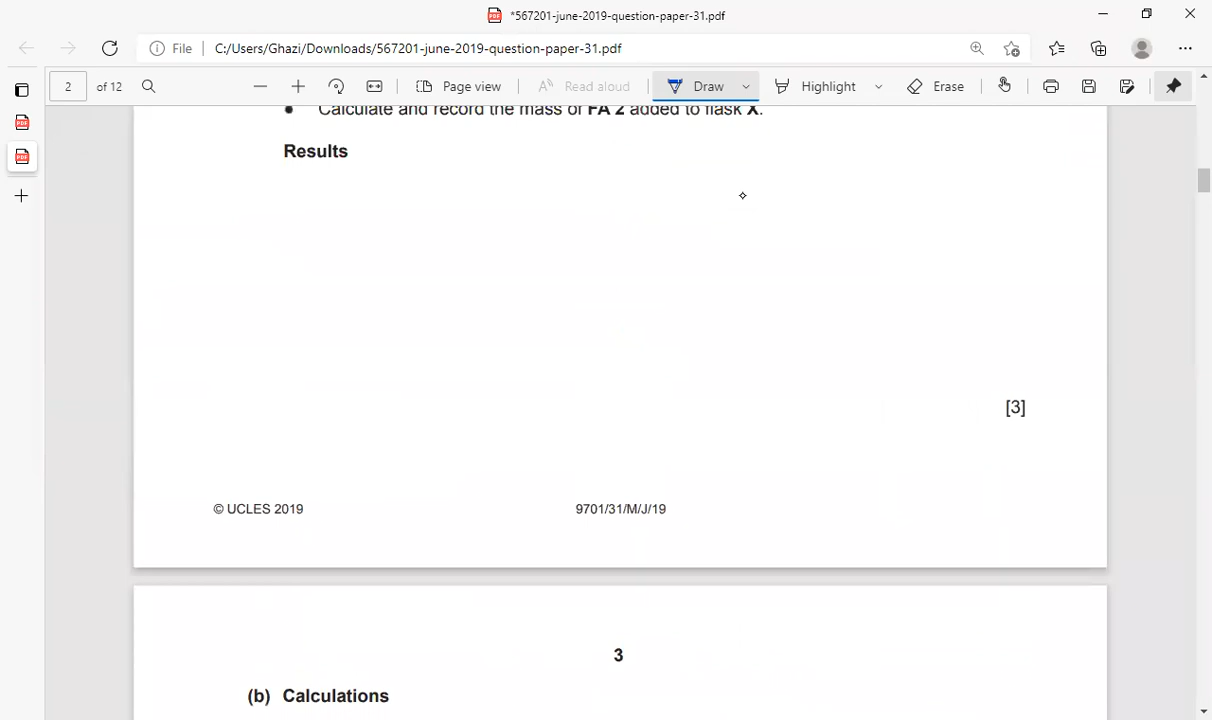 *567201-june-2019-question-paper-31.pdf
File C:/Users/Ghazi/Downloads/567201-june-2019-question-paper-31.pdf
2 of 12 Page view Read aloud Draw Highlight Erase
• Calculate and record the mass of FA 2 added to flask X.
Results
[3]
© UCLES 2019 9701/31/M/J/19
3
(b) Calculations